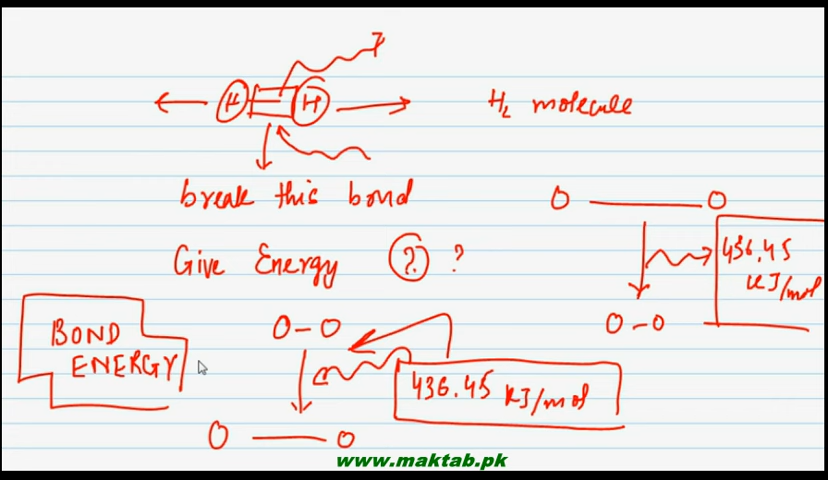 H H
H₂ molecule
break this bond
Give Energy ? ?
O O
436.45
KJ/mol
O-O
BOND
ENERGY
O-O
436.45 KJ/mol
O O
www.maktab.pk